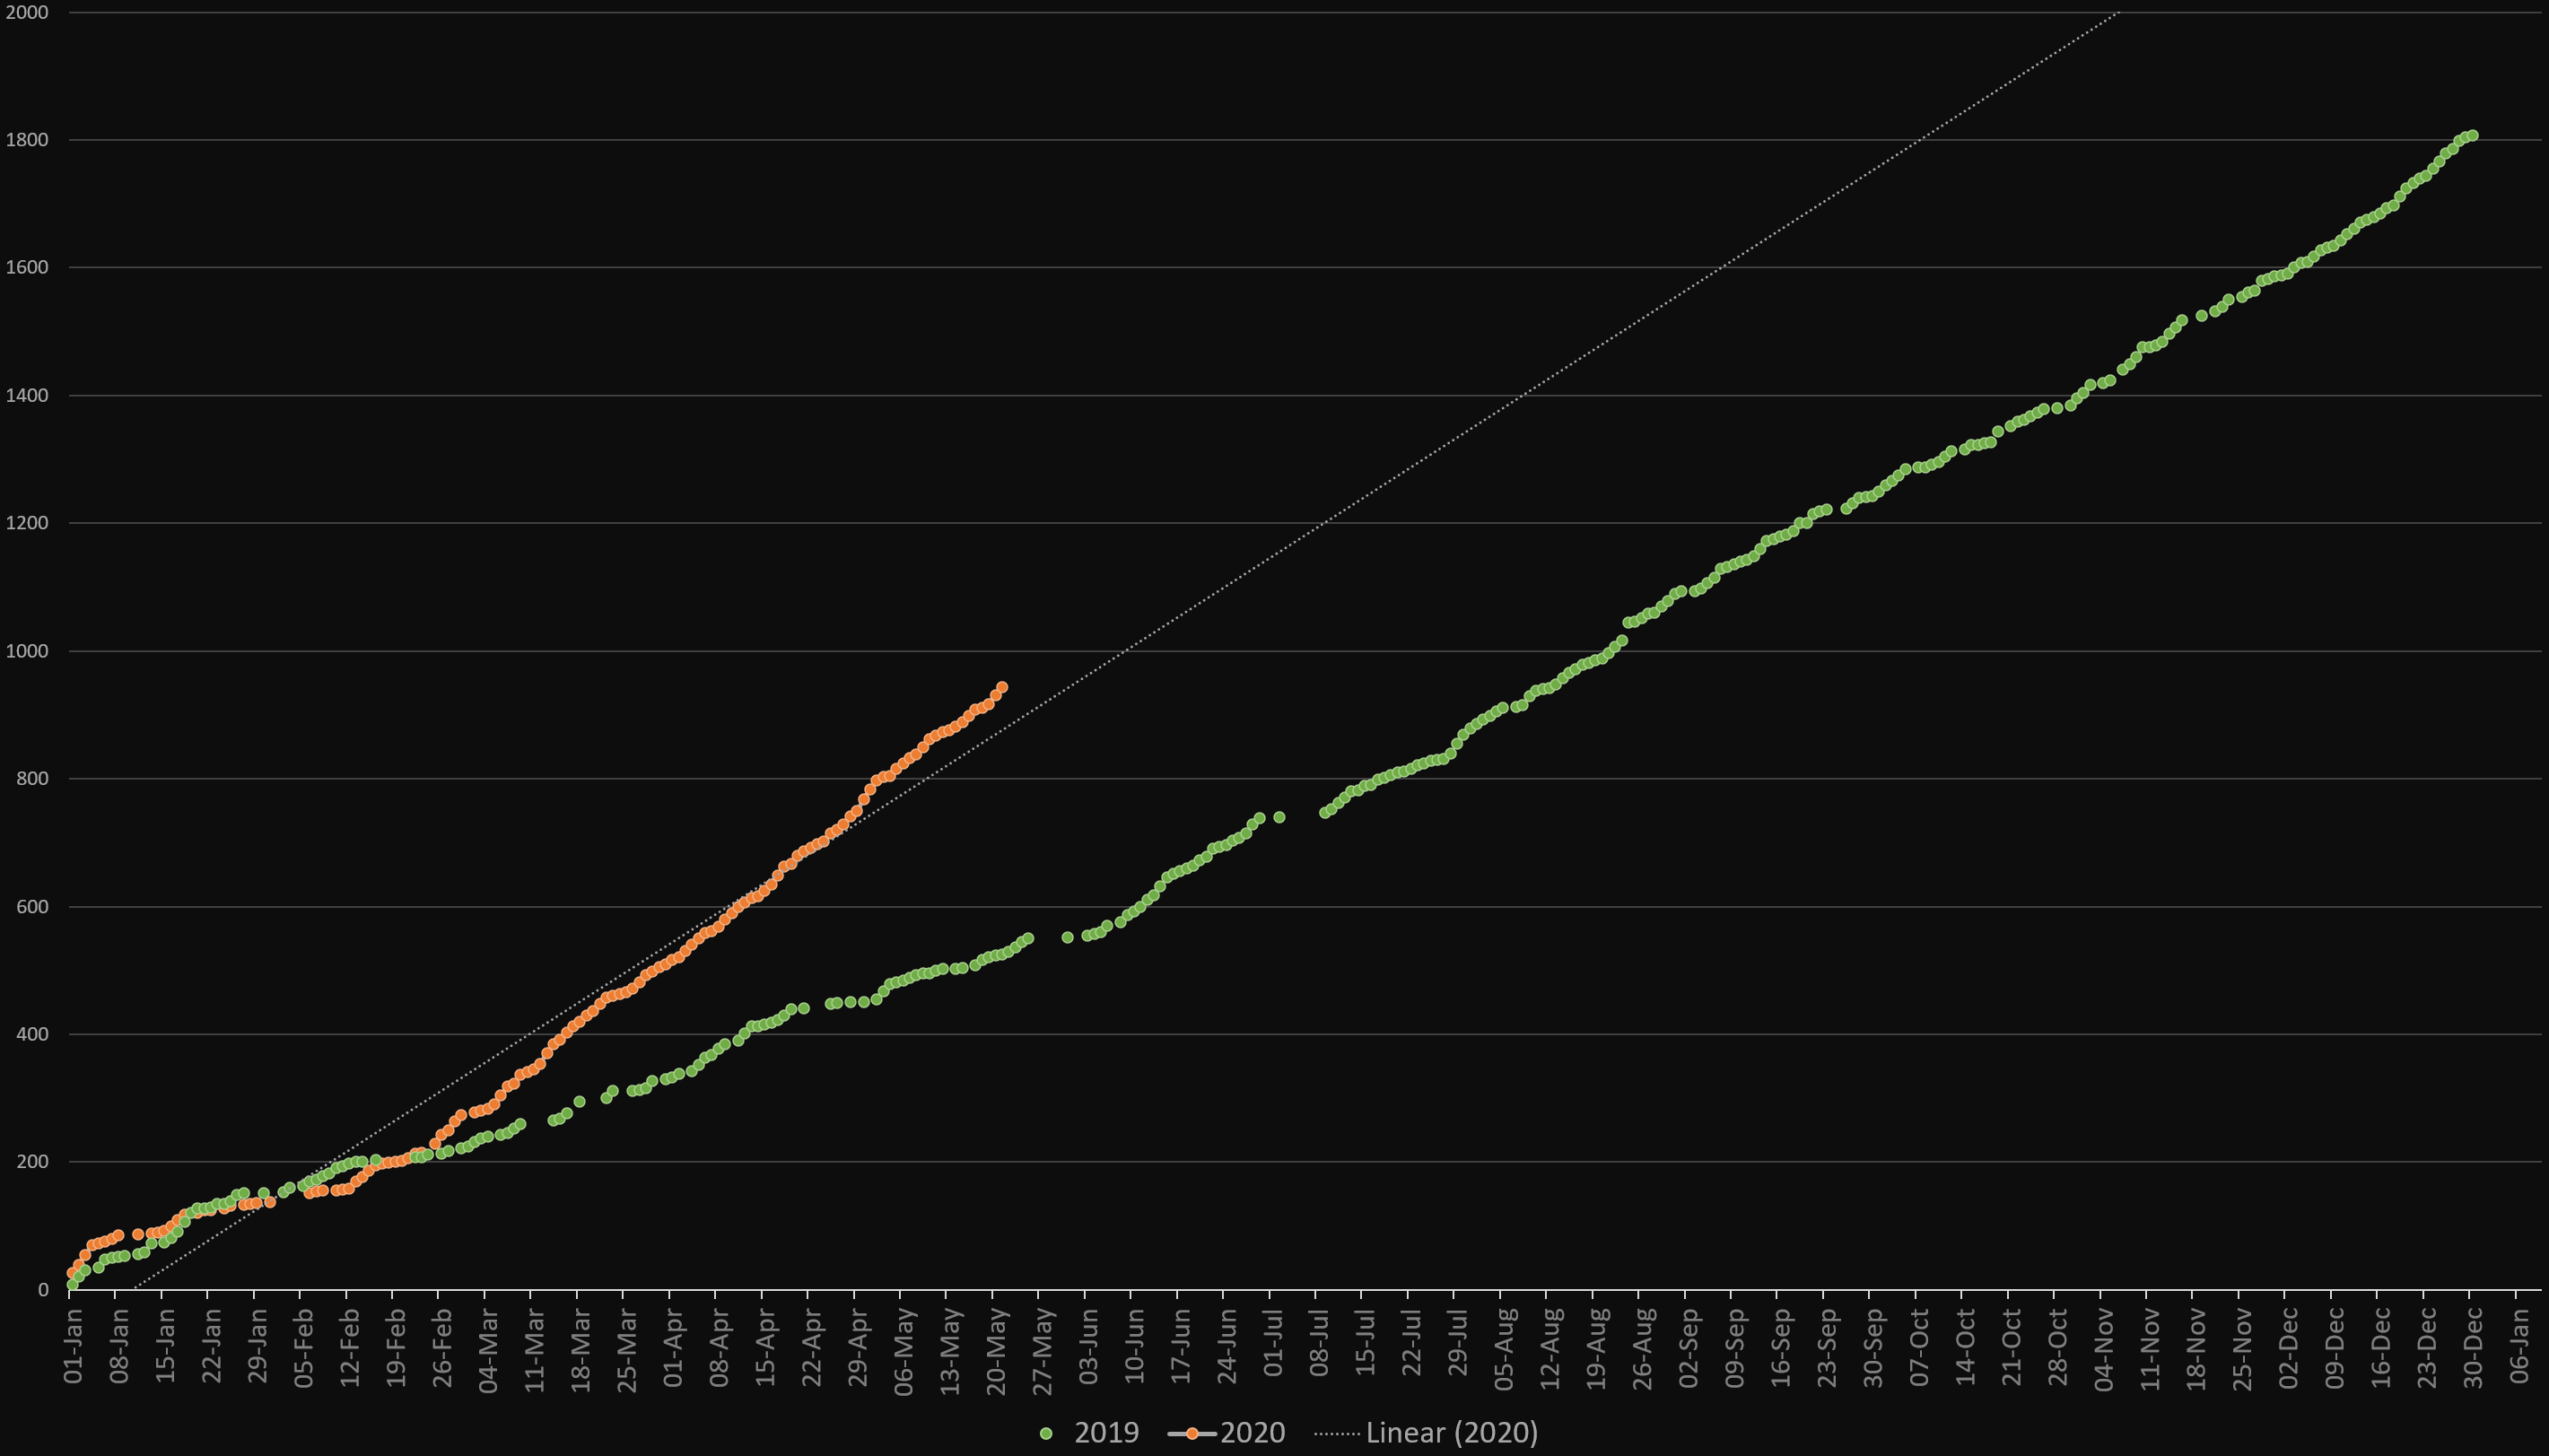 2000
1800
1600
1400
1200
1000
800
600
400
200
0
01-Jan
08-Jan
15-Jan
22-Jan
29-Jan
05-Feb
12-Feb
19-Feb
26-Feb
04-Mar
11-Mar
18-Mar
25-Mar
01-Apr
08-Apr
15-Apr
22-Apr
29-Apr
06-May
13-May
20-May
27-May
03-Jun
10-Jun
17-Jun
24-Jun
01-Jul
08-Jul
15-Jul
22-Jul
29-Jul
05-Aug
12-Aug
19-Aug
26-Aug
02-Sep
09-Sep
16-Sep
23-Sep
30-Sep
07-Oct
14-Oct
21-Oct
28-Oct
04-Nov
11-Nov
18-Nov
25-Nov
02-Dec
09-Dec
16-Dec
23-Dec
30-Dec
06-Jan
2019 2020 Linear (2020)